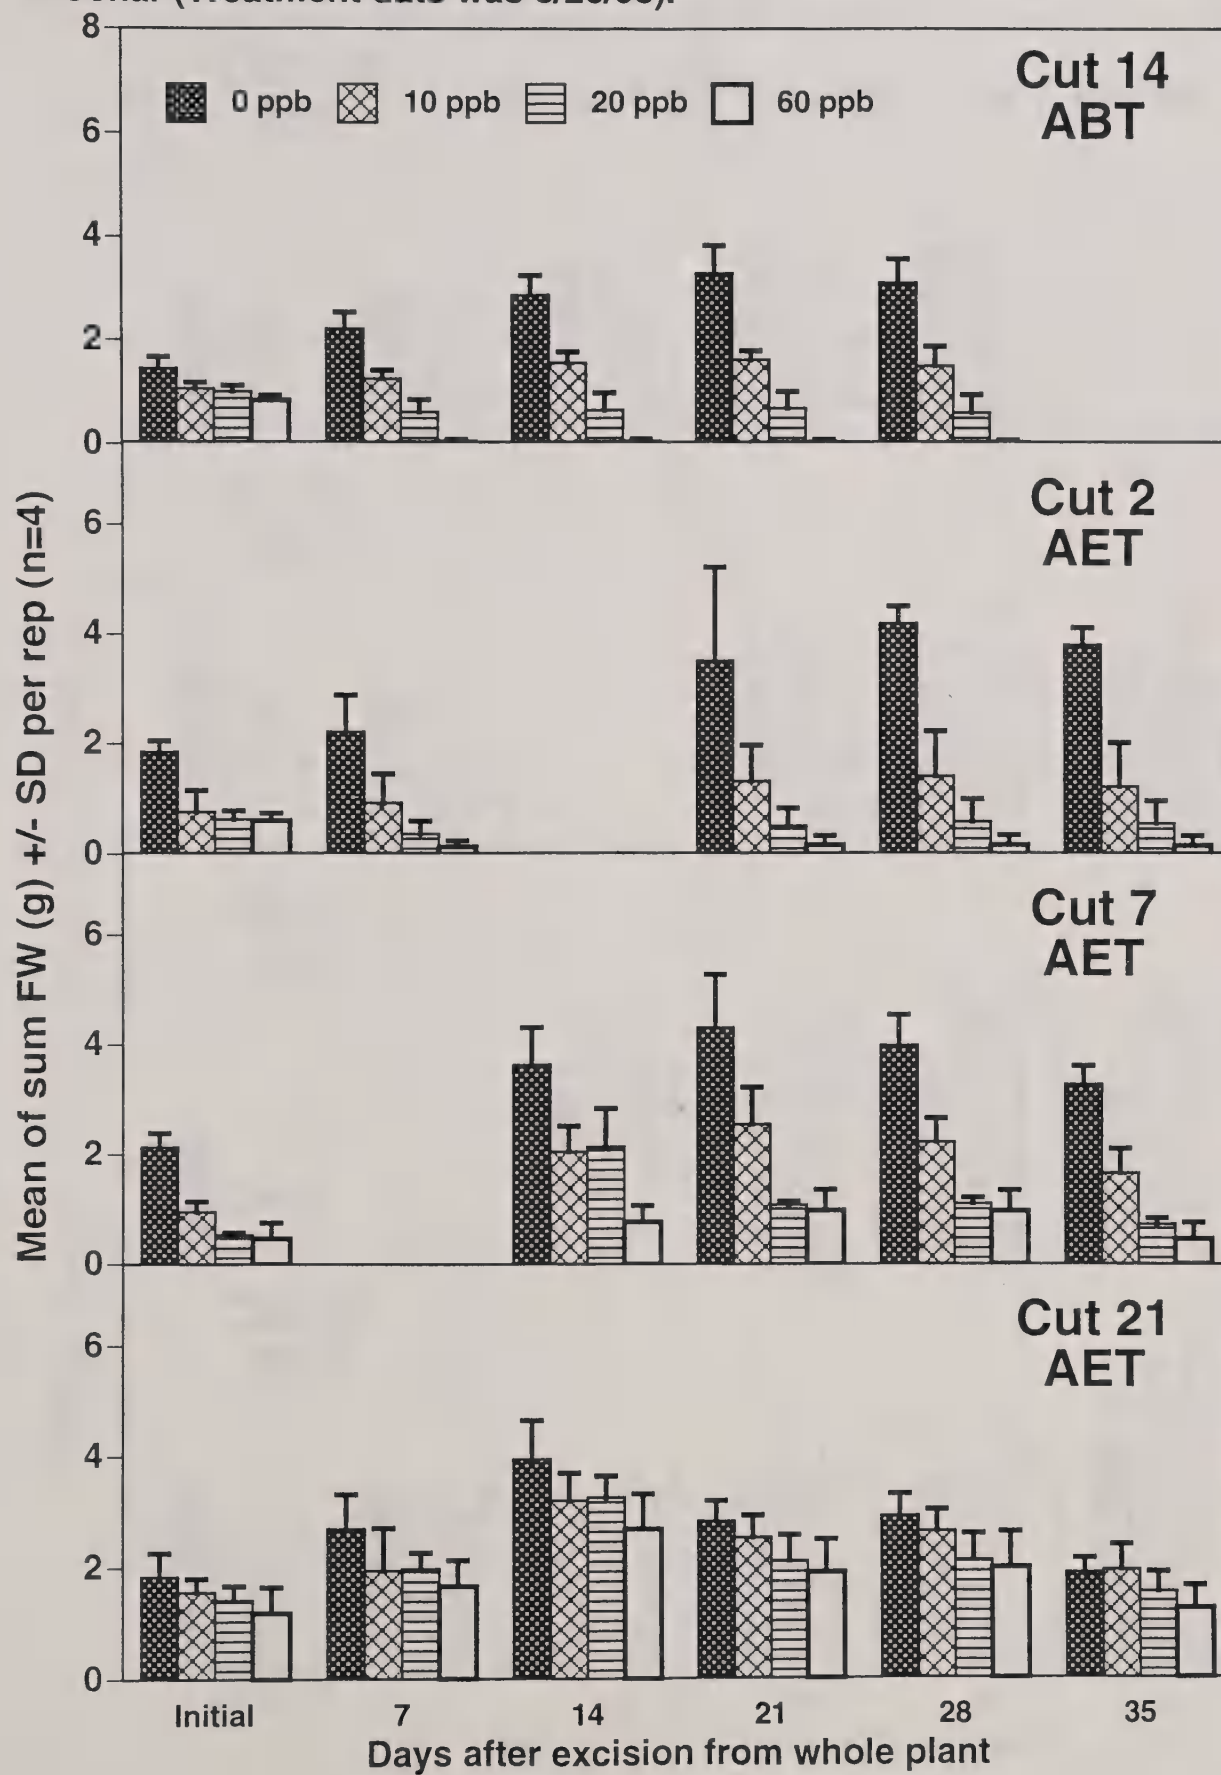 (Treatment date was
8
0 ppb 10 ppb 20 ppb 60 ppb
Cut 14
ABT
6
4
2
0
Cut 2
AET
6
4
2
0
Cut 7
AET
6
4
2
0
Cut 21
AET
6
4
2
0
Mean of sum FW (g) +/- SD per rep (n=4)
Initial 7 14 21 28 35
Days after excision from whole plant